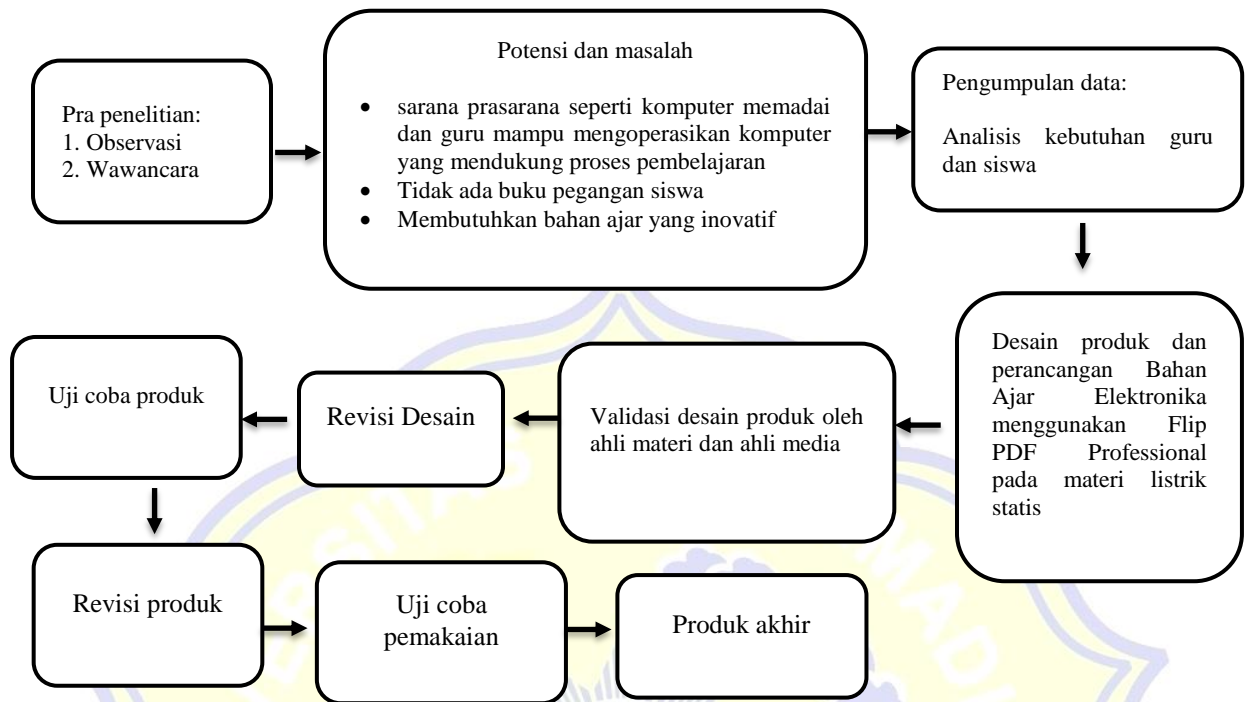 Pra penelitian:
1. Observasi
2. Wawancara
Potensi dan masalah
• sarana prasarana seperti komputer memadai
dan guru mampu mengoperasikan komputer
yang mendukung proses pembelajaran
• Tidak ada buku pegangan siswa
• Membutuhkan bahan ajar yang inovatif
Pengumpulan data:
Analisis kebutuhan guru
dan siswa
Desain produk dan
perancangan Bahan
Ajar Elektronika
menggunakan Flip
PDF Professional
pada materi listrik
statis
Validasi desain produk oleh
ahli materi dan ahli media
Revisi Desain
Uji coba produk
Revisi produk
Uji coba
pemakaian
Produk akhir